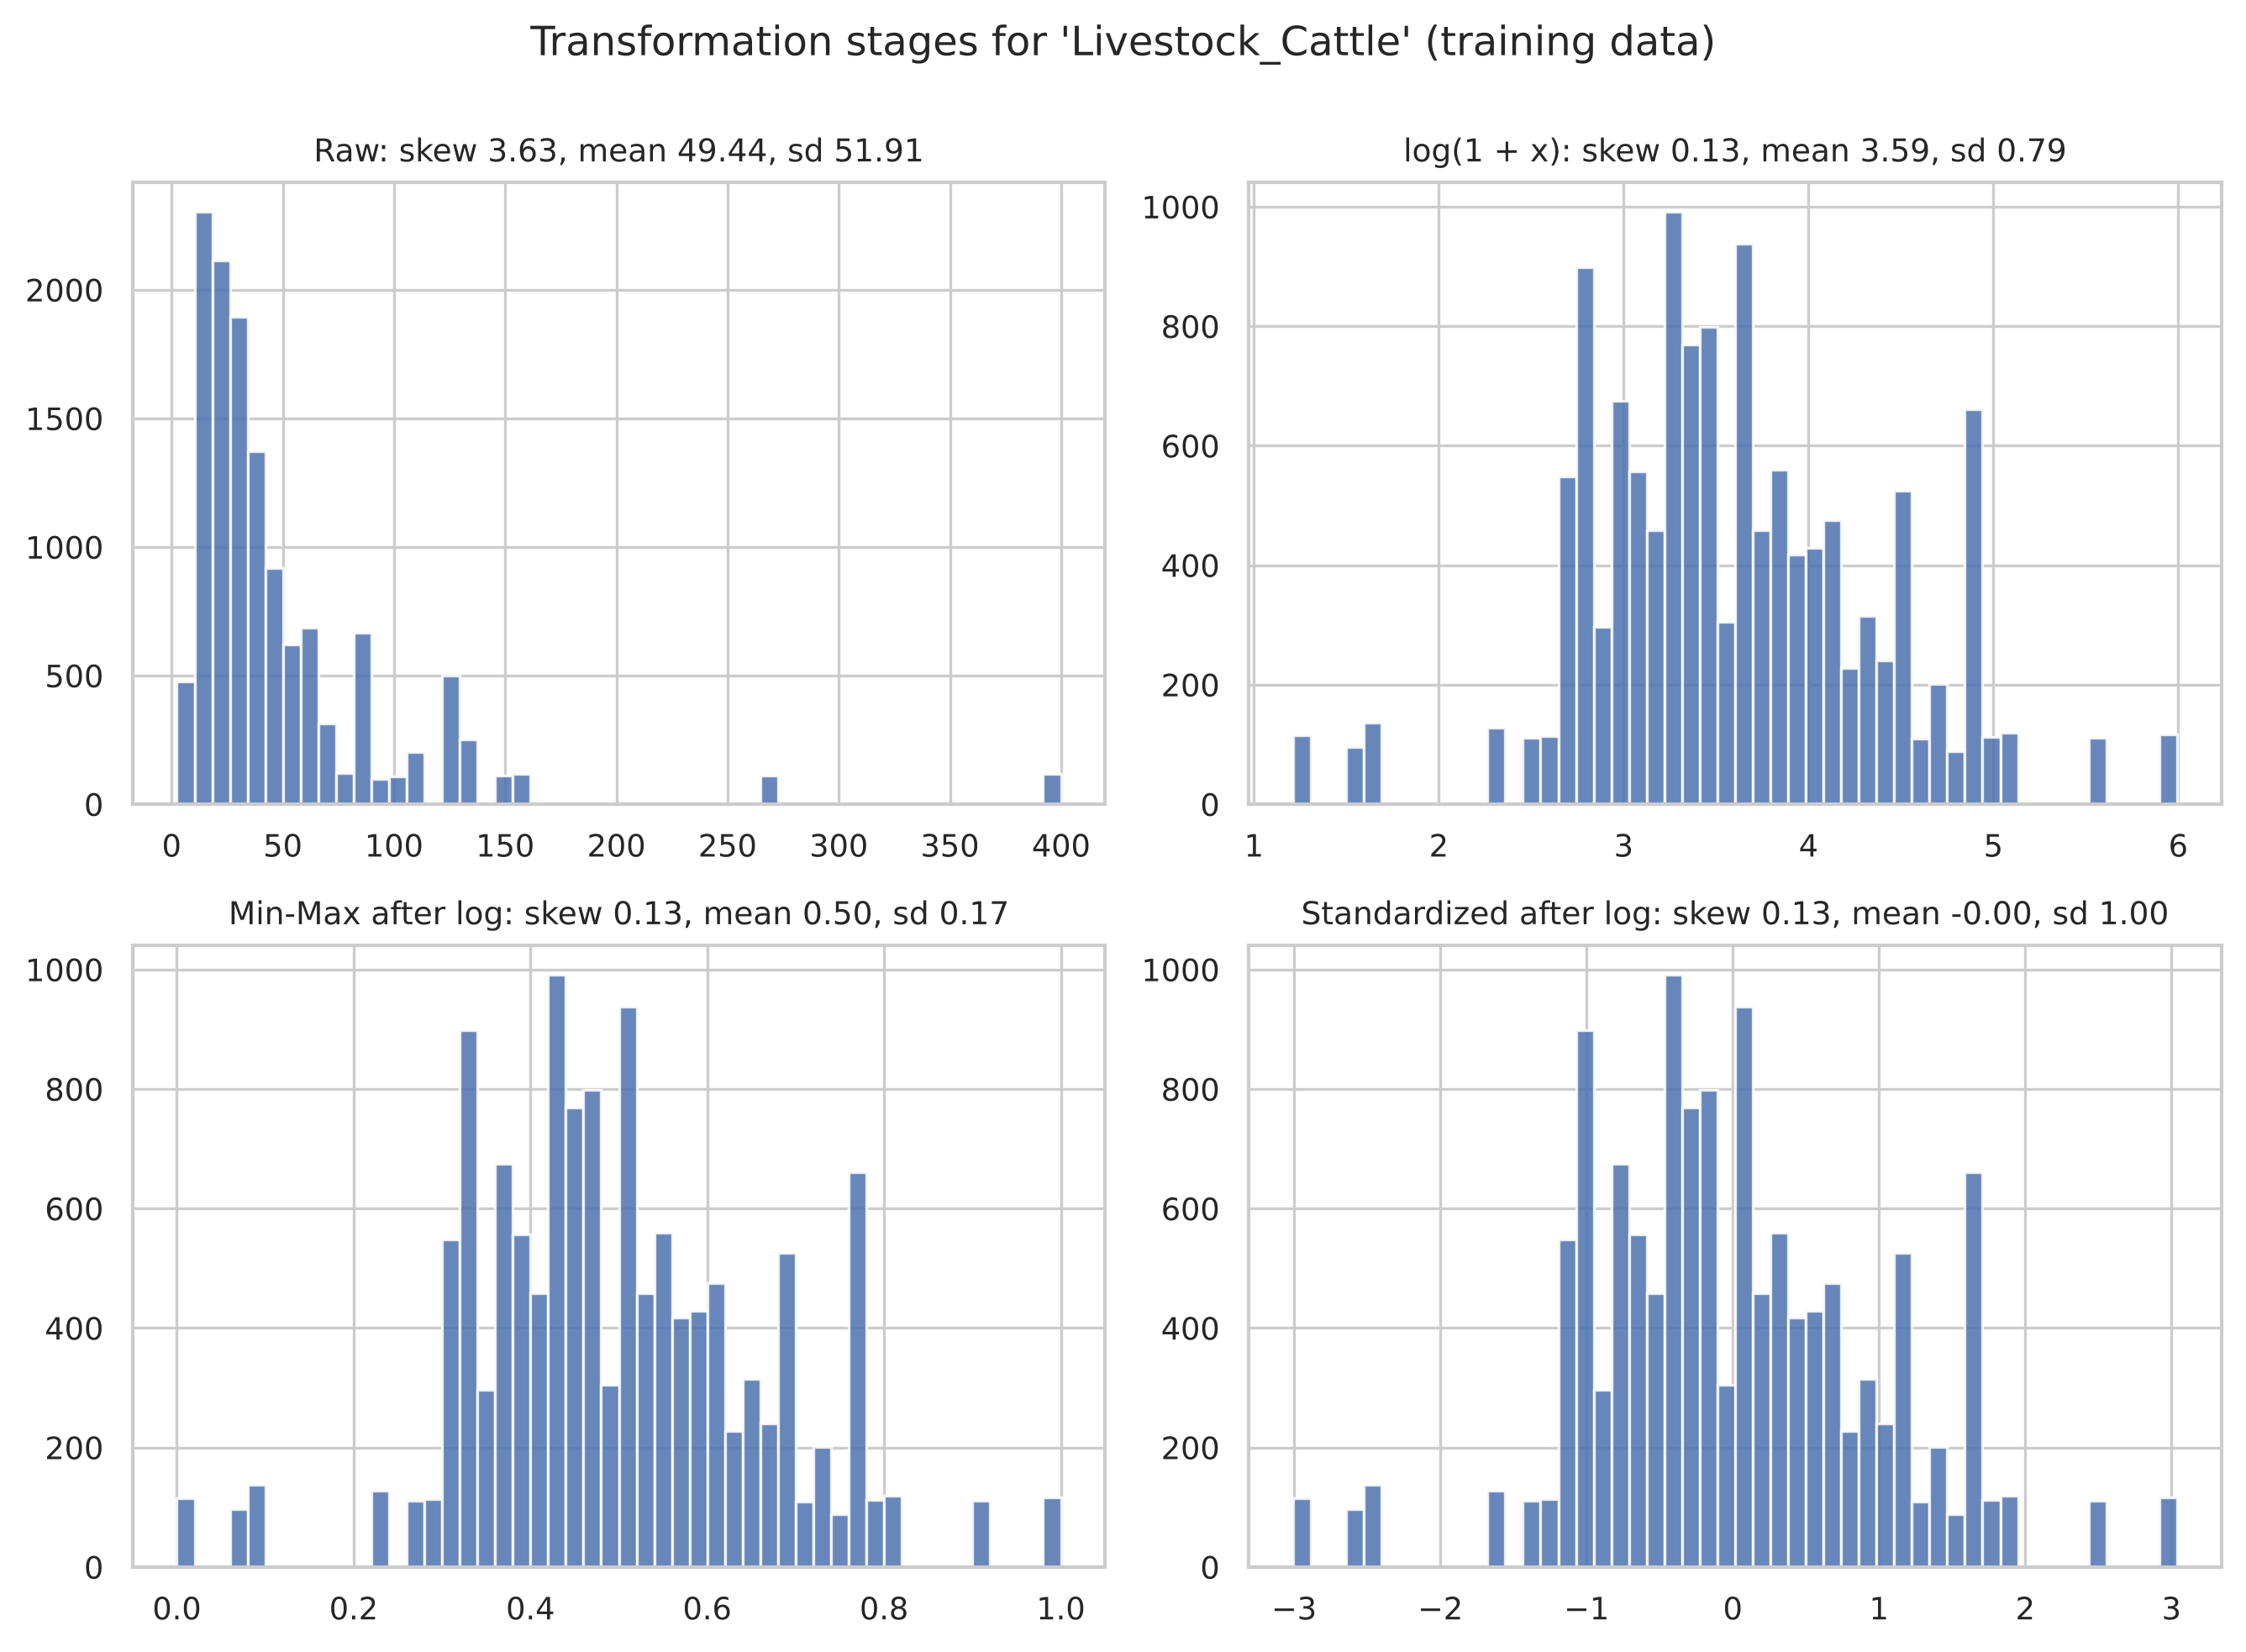 Transformation stages for 'Livestock_Cattle' (training data)
Raw: skew 3.63, mean 49.44, sd 51.91
2000
1500
1000
500
0
0 50 100 150 200 250 300 350 400
log(1 + x): skew 0.13, mean 3.59, sd 0.79
1000
800
600
400
200
0
1 2 3 4 5 6
Min-Max after log: skew 0.13, mean 0.50, sd 0.17
1000
800
600
400
200
0
0.0 0.2 0.4 0.6 0.8 1.0
Standardized after log: skew 0.13, mean -0.00, sd 1.00
1000
800
600
400
200
0
−3 −2 −1 0 1 2 3